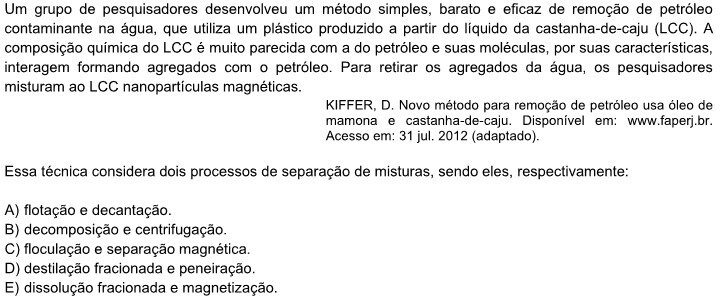 Um grupo de pesquisadores desenvolveu um método simples, barato e eficaz de remoção de petróleo
contaminante na água, que utiliza um plástico produzido a partir do líquido da castanha-de-caju (LCC). A
composição química do LCC é muito parecida com a do petróleo e suas moléculas, por suas características,
interagem formando agregados com o petróleo. Para retirar os agregados da água, os pesquisadores
misturam ao LCC nanopartículas magnéticas.
KIFFER, D. Novo método para remoção de petróleo usa óleo de
mamona e castanha-de-caju. Disponível em: www.faperj.br.
Acesso em: 31 jul. 2012 (adaptado).
Essa técnica considera dois processos de separação de misturas, sendo eles, respectivamente:
A) flotação e decantação.
B) decomposição e centrifugação.
C) floculação e separação magnética.
D) destilação fracionada e peneiração.
E) dissolução fracionada e magnetização.